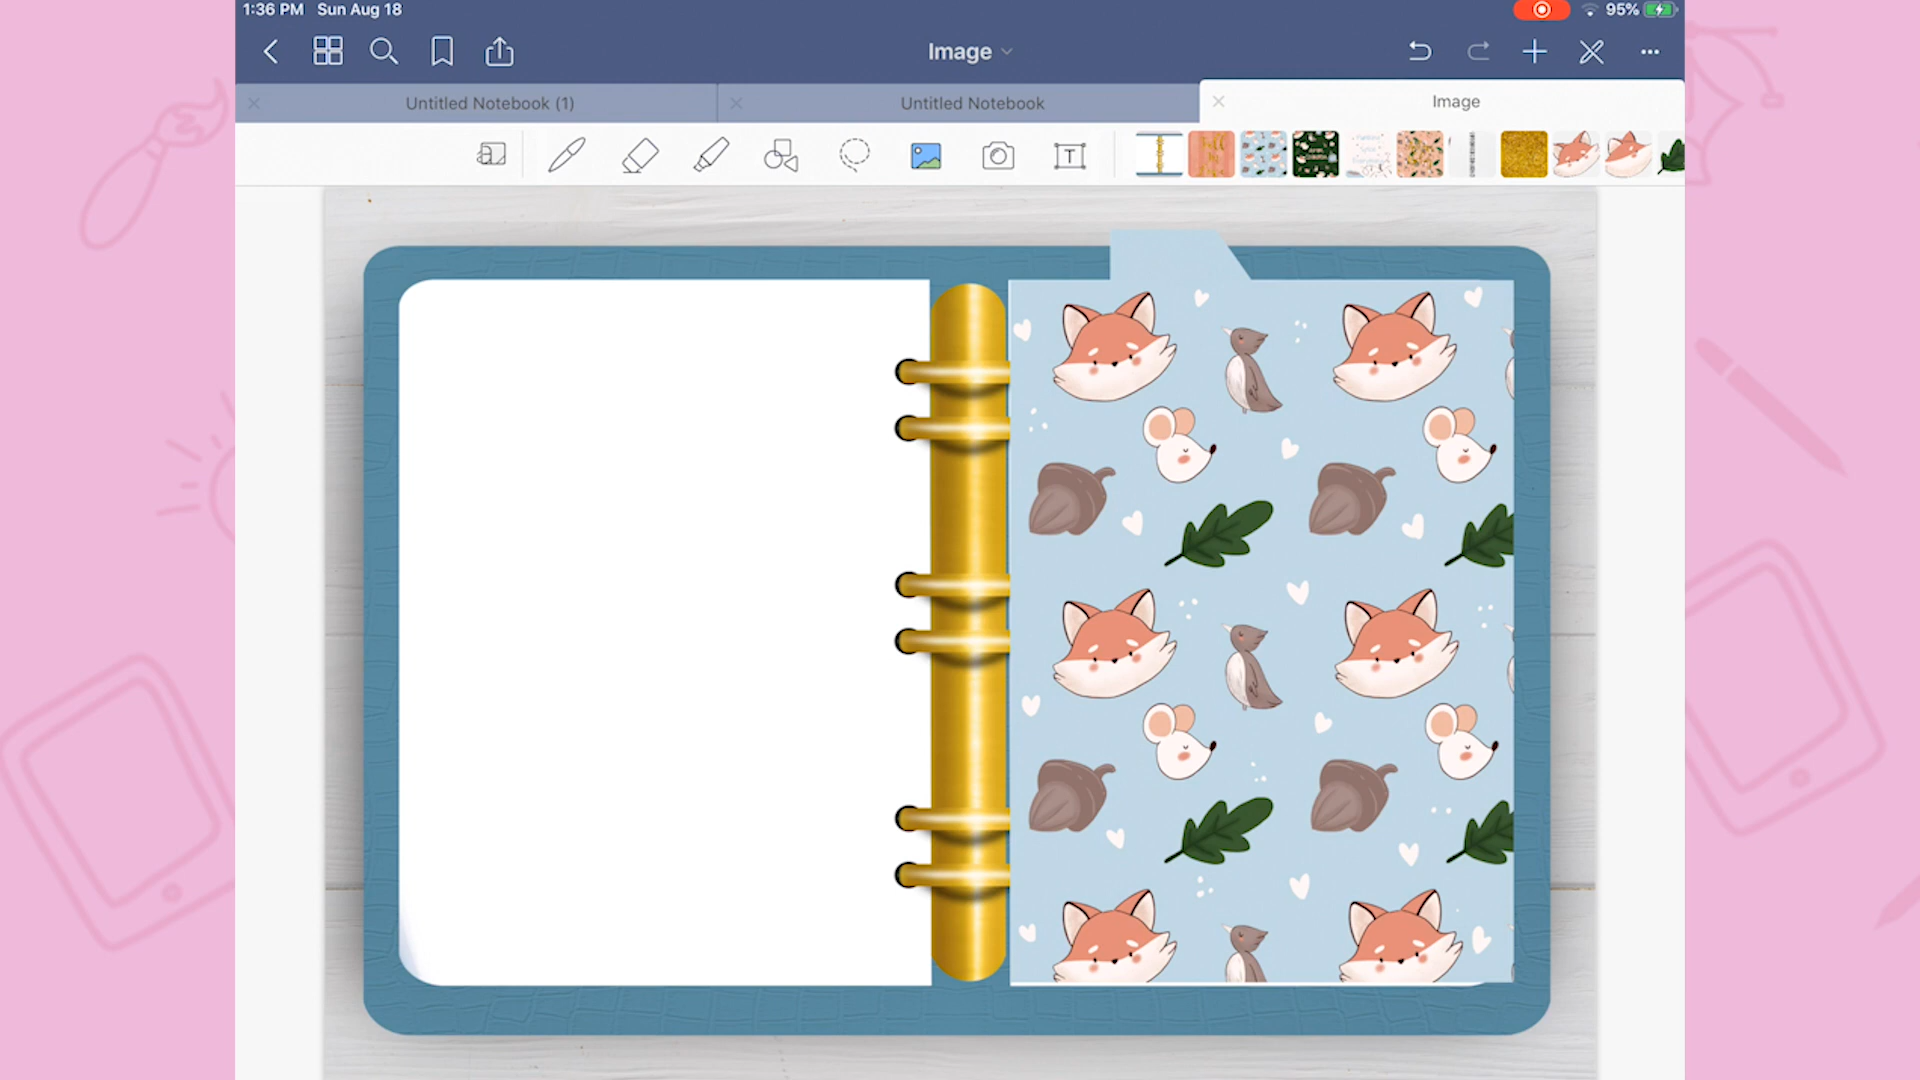 1:36 PM Sun Aug 18
95%
Image
Untitled Notebook (1)
Untitled Notebook
Image
T